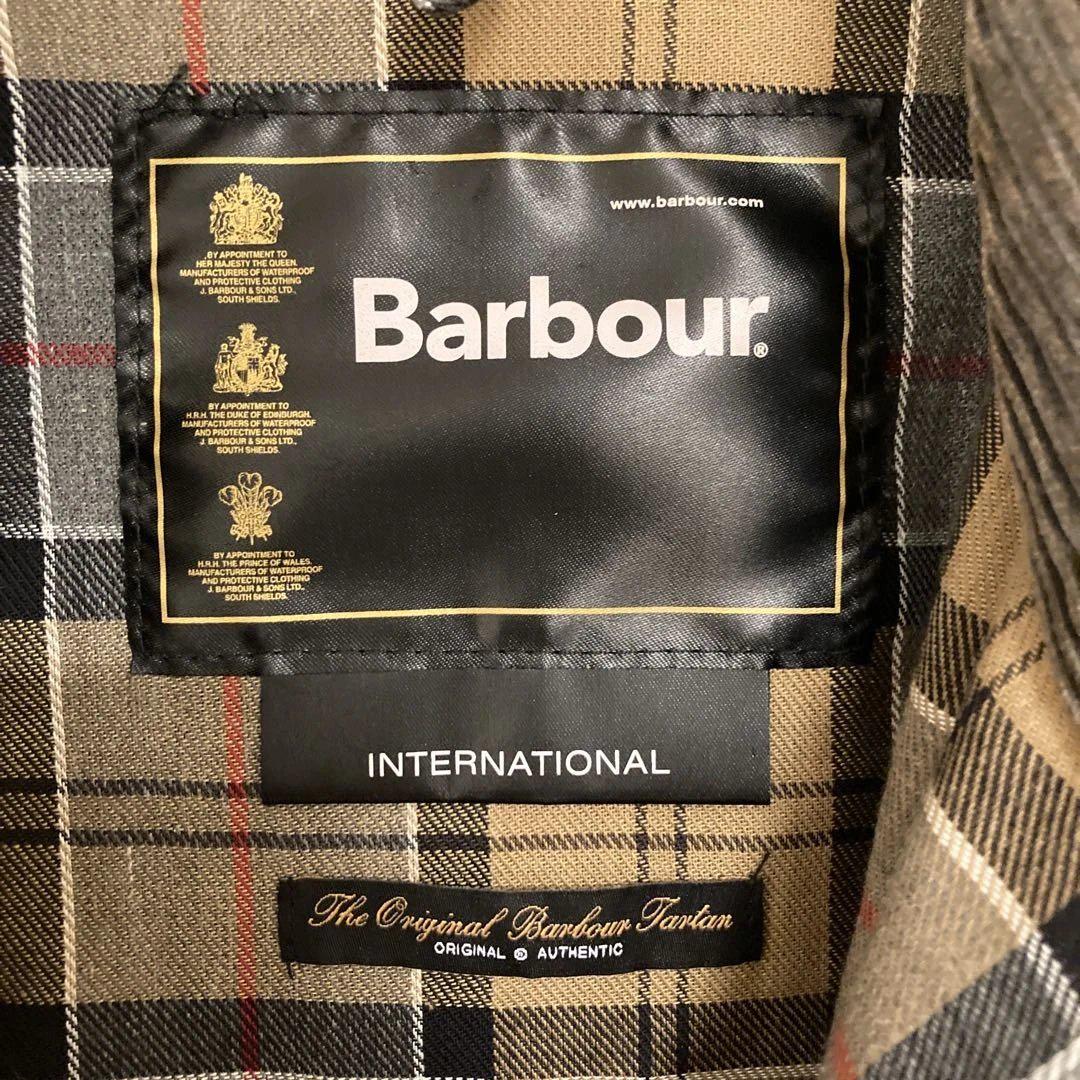 www.barbour.com
Barbour®
BY APPOINTMENT TO
HER MAJESTY THE QUEEN.
MANUFACTURERS OF WATERPROOF
AND PROTECTIVE CLOTHING
J. BARBOUR & SONS LTD.
SOUTH SHIELDS.
BY APPOINTMENT TO
H.R.H. THE DUKE OF EDINBURGH.
MANUFACTURERS OF WATERPROOF
AND PROTECTIVE CLOTHING
J. BARBOUR & SONS LTD.,
SOUTH SHIELDS.
BY APPOINTMENT TO
H.R.H. THE PRINCE OF WALES.
MANUFACTURERS OF WATERPROOF
AND PROTECTIVE CLOTHING
J. BARBOUR & SONS LTD.,
SOUTH SHIELDS.
INTERNATIONAL
The Original Barbour Tartan
ORIGINAL ® AUTHENTIC